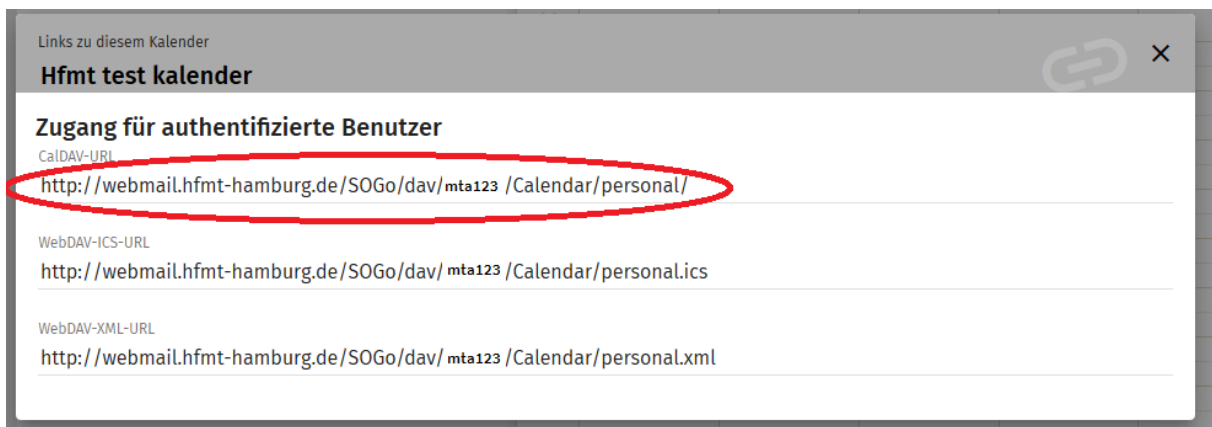 Links zu diesem Kalender
Hfmt test kalender
Zugang für authentifizierte Benutzer
CalDAV-URL
http://webmail.hfmt-hamburg.de/SOGo/dav/mta123 /Calendar/personal/
WebDAV-ICS-URL
http://webmail.hfmt-hamburg.de/SOGo/dav/mta123 /Calendar/personal.ics
WebDAV-XML-URL
http://webmail.hfmt-hamburg.de/SOGo/dav/mta123 /Calendar/personal.xml